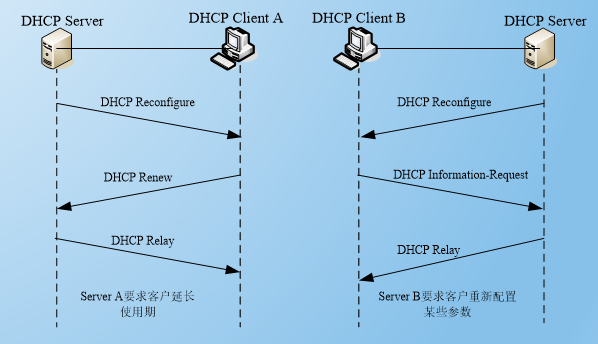 DHCP Server
DHCP Client A
DHCP Client B
DHCP Server
DHCP Reconfigure
DHCP Reconfigure
DHCP Renew
DHCP Information-Request
DHCP Relay
DHCP Relay
Server A要求客户延长
使用期
Server B要求客户重新配置
某些参数